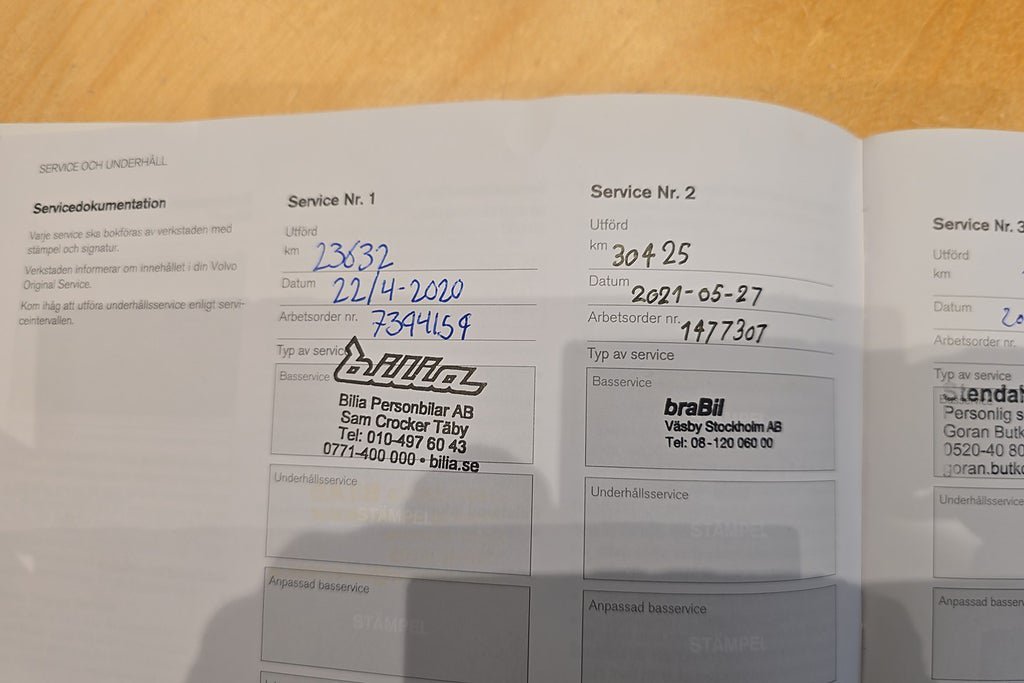 SERVICE OCH UNDERHÅLL
Servicedokumentation
Varje service ska bokföras av verkstaden med
stämpel och signatur.
Verkstaden informerar om innehållet i din Volvo
Original Service.
Kom ihåg att utföra underhållsservice enligt servi-
ceintervallen.
Service Nr. 1
Utförd
km 23632
Datum 22/4-2020
Arbetsorder nr. 7394159
Typ av service
Basservice
bilia
Bilia Personbilar AB
Sam Crocker Täby
Tel: 010-497 60 43
0771-400 000 • bilia.se
Underhållsservice
STÄMPEL
Anpassad basservice
STÄMPEL
Service Nr. 2
Utförd
km 30425
Datum 2021-05-27
Arbetsorder nr. 1477307
Typ av service
Basservice
braBil
Väsby Stockholm AB
Tel: 08-120 060 00
Underhållsservice
STÄMPEL
Anpassad basservice
STÄMPEL
Service Nr. 3
Utförd
km
Datum 20
Arbetsorder nr.
Typ av service
Stendah
Personlig s
Goran Butk
0520-40 80
goran.butko
Underhållsservice
Anpassad basserv